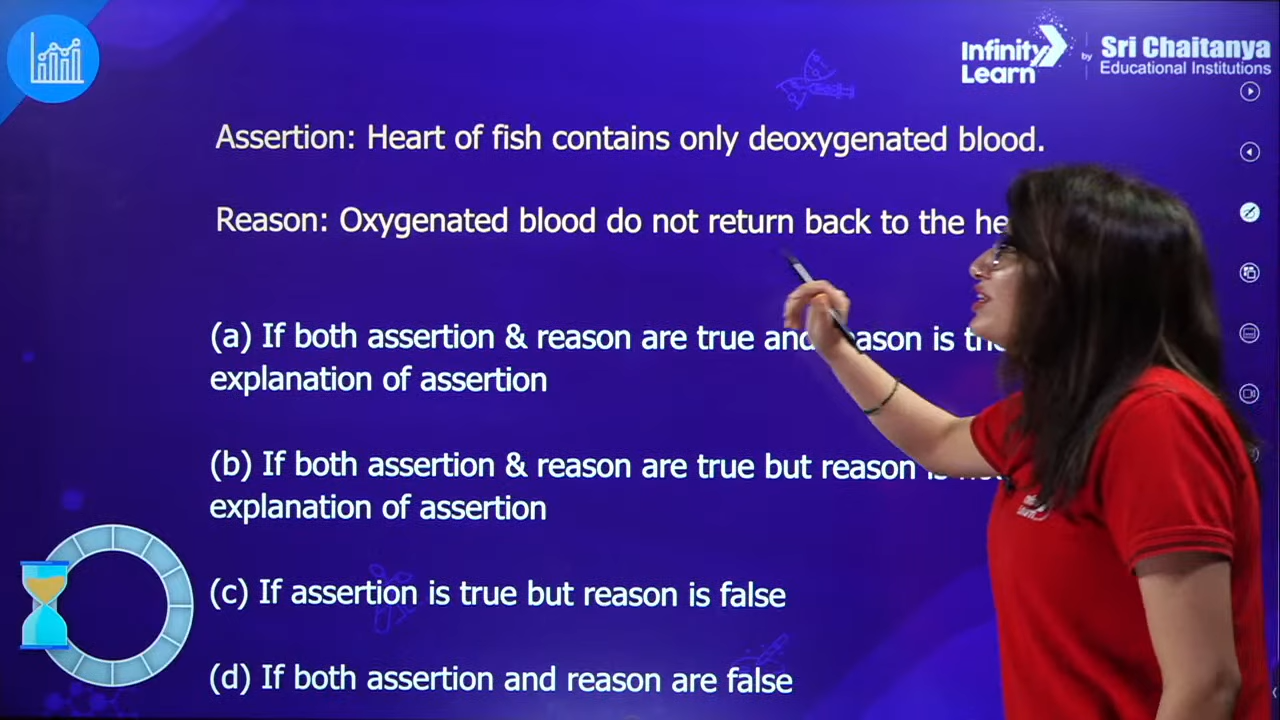 Infinity
Learn
by
Sri Chaitanya
Educational Institutions
Assertion: Heart of fish contains only deoxygenated blood.
Reason: Oxygenated blood do not return back to the
(a) If both assertion & reason are true and reason is
explanation of assertion
(b) If both assertion & reason are true but reason
explanation of assertion
(c) If assertion is true but reason is false
(d) If both assertion and reason are false